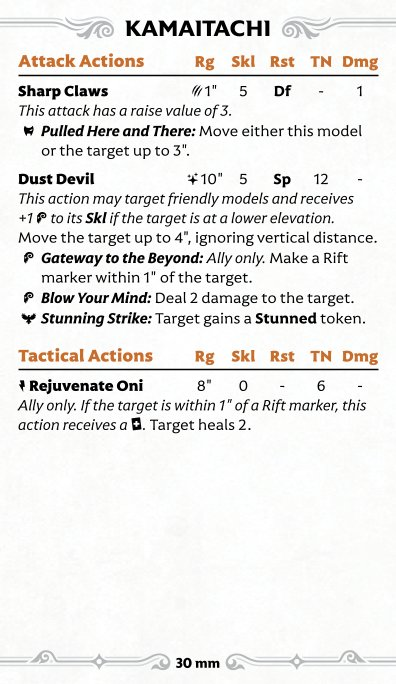 KAMAITACHI
Attack Actions Rg Skl Rst TN Dmg
Sharp Claws 1" 5 Df - 1
This attack has a raise value of 3.
Pulled Here and There: Move either this model
or the target up to 3".
Dust Devil 10" 5 Sp 12 -
This action may target friendly models and receives
+1 to its Skl if the target is at a lower elevation.
Move the target up to 4", ignoring vertical distance.
Gateway to the Beyond: Ally only. Make a Rift
marker within 1" of the target.
Blow Your Mind: Deal 2 damage to the target.
Stunning Strike: Target gains a Stunned token.
Tactical Actions Rg Skl Rst TN Dmg
Rejuvenate Oni 8" 0 - 6 -
Ally only. If the target is within 1" of a Rift marker, this
action receives a . Target heals 2.
30 mm